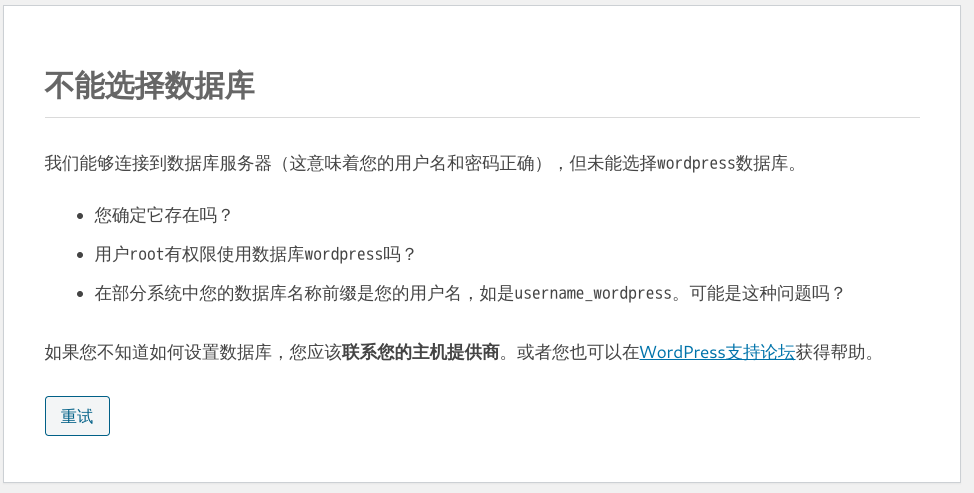 不能选择数据库
我们能够连接到数据库服务器（这意味着您的用户名和密码正确），但未能选择wordpress数据库。
• 您确定它存在吗？
• 用户root有权限使用数据库wordpress吗？
• 在部分系统中您的数据库名称前缀是您的用户名，如是username_wordpress。可能是这种问题吗？
如果您不知道如何设置数据库，您应该联系您的主机提供商。或者您也可以在WordPress支持论坛获得帮助。
重试